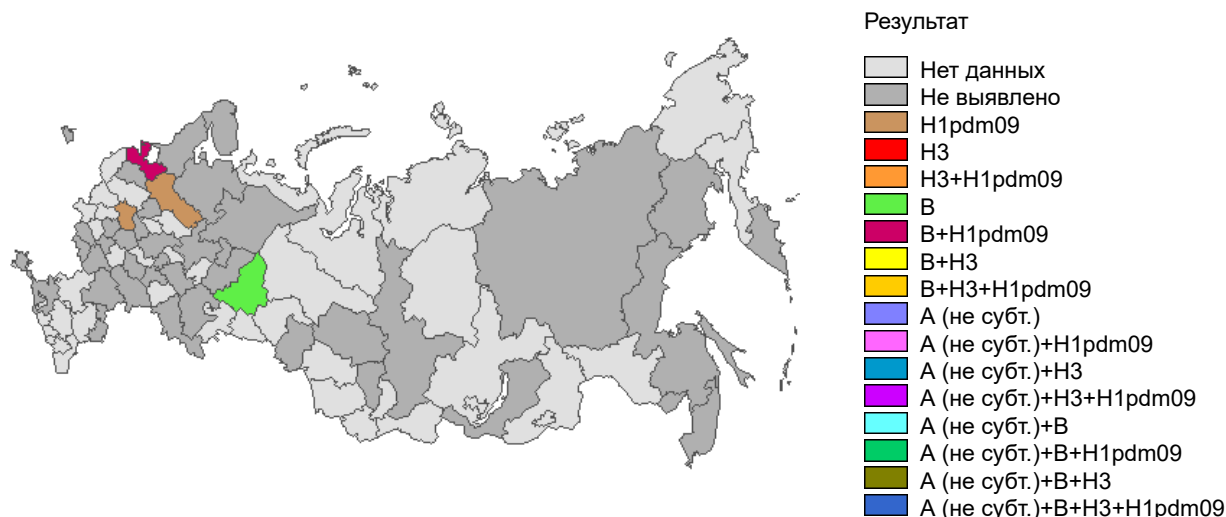 Результат
Нет данных
Не выявлено
H1pdm09
H3
H3+H1pdm09
B
B+H1pdm09
B+H3
B+H3+H1pdm09
A (не субт.)
A (не субт.)+H1pdm09
A (не субт.)+H3
A (не субт.)+H3+H1pdm09
A (не субт.)+B
A (не субт.)+B+H1pdm09
A (не субт.)+B+H3
A (не субт.)+B+H3+H1pdm09